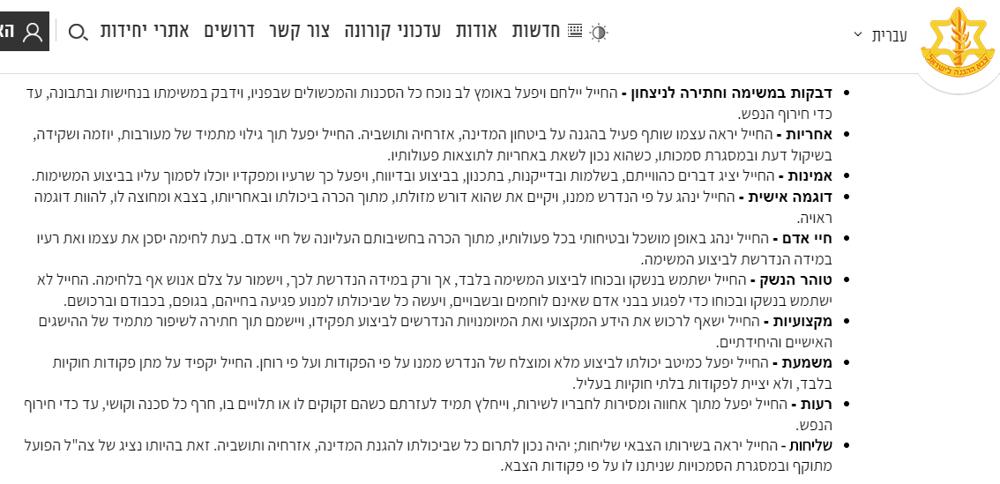 עברית
חדשות אודות עדכוני קורונה צור קשר דרושים אתרי יחידות
צבא ההגנה לישראל
• דבקות במשימה וחתירה לניצחון - החייל יילחם ויפעל באומץ לב נוכח כל הסכנות והמכשולים שבפניו, וידבק במשימתו בנחישות ובתבונה, עד
כדי חירוף הנפש.
• אחריות - החייל יראה עצמו שותף פעיל בהגנה על ביטחון המדינה, אזרחיה ותושביה. החייל יפעל תוך גילוי מתמיד של מעורבות, יוזמה ושקידה,
בשיקול דעת ובמסגרת סמכותו, כשהוא נכון לשאת באחריות לתוצאות פעולותיו.
• אמינות - החייל יציג דברים כהווייתם, בשלמות ובדייקנות, בתכנון, בביצוע ובדיווח, ויפעל כך שרעיו ומפקדיו יוכלו לסמוך עליו בביצוע המשימות.
• דוגמה אישית - החייל ינהג על פי הנדרש ממנו, ויקיים את שהוא דורש מזולתו, מתוך הכרה ביכולתו ובאחריותו, בצבא ומחוצה לו, להוות דוגמה
ראויה.
• חיי אדם - החייל ינהג באופן מושכל ובטיחותי בכל פעולותיו, מתוך הכרה בחשיבותם העליונה של חיי אדם. בעת לחימה יסכן את עצמו ואת רעיו
במידה הנדרשת לביצוע המשימה.
• טוהר הנשק - החייל ישתמש בנשקו ובכוחו לביצוע המשימה בלבד, אך ורק במידה הנדרשת לכך, וישמור על צלם אנוש אף בלחימה. החייל לא
ישתמש בנשקו ובכוחו כדי לפגוע בבני אדם שאינם לוחמים ובשבויים, ויעשה כל שביכולתו למנוע פגיעה בחייהם, בגופם, בכבודם וברכושם.
• מקצועיות - החייל ישאף לרכוש את הידע המקצועי ואת המיומנויות הנדרשים לביצוע תפקידו, ויישמם תוך חתירה לשיפור מתמיד של ההישגים
האישיים והיחידתיים.
• משמעת - החייל יפעל כמיטב יכולתו לביצוע מלא ומוצלח של הנדרש ממנו על פי הפקודות ועל פי רוחן. החייל יקפיד על מתן פקודות חוקיות
בלבד, ולא יציית לפקודות בלתי חוקיות בעליל.
• רעות - החייל יפעל מתוך אחווה ומסירות לחבריו לשירות, וייחלץ תמיד לעזרתם כשהם זקוקים לו או תלויים בו, חרף כל סכנה וקושי, עד כדי חירוף
הנפש.
• שליחות - החייל יראה בשירותו הצבאי שליחות; יהיה נכון לתרום כל שביכולתו להגנת המדינה, אזרחיה ותושביה. זאת בהיותו נציג של צה"ל הפועל
מתוקף ובמסגרת הסמכויות שניתנו לו על פי פקודות הצבא.